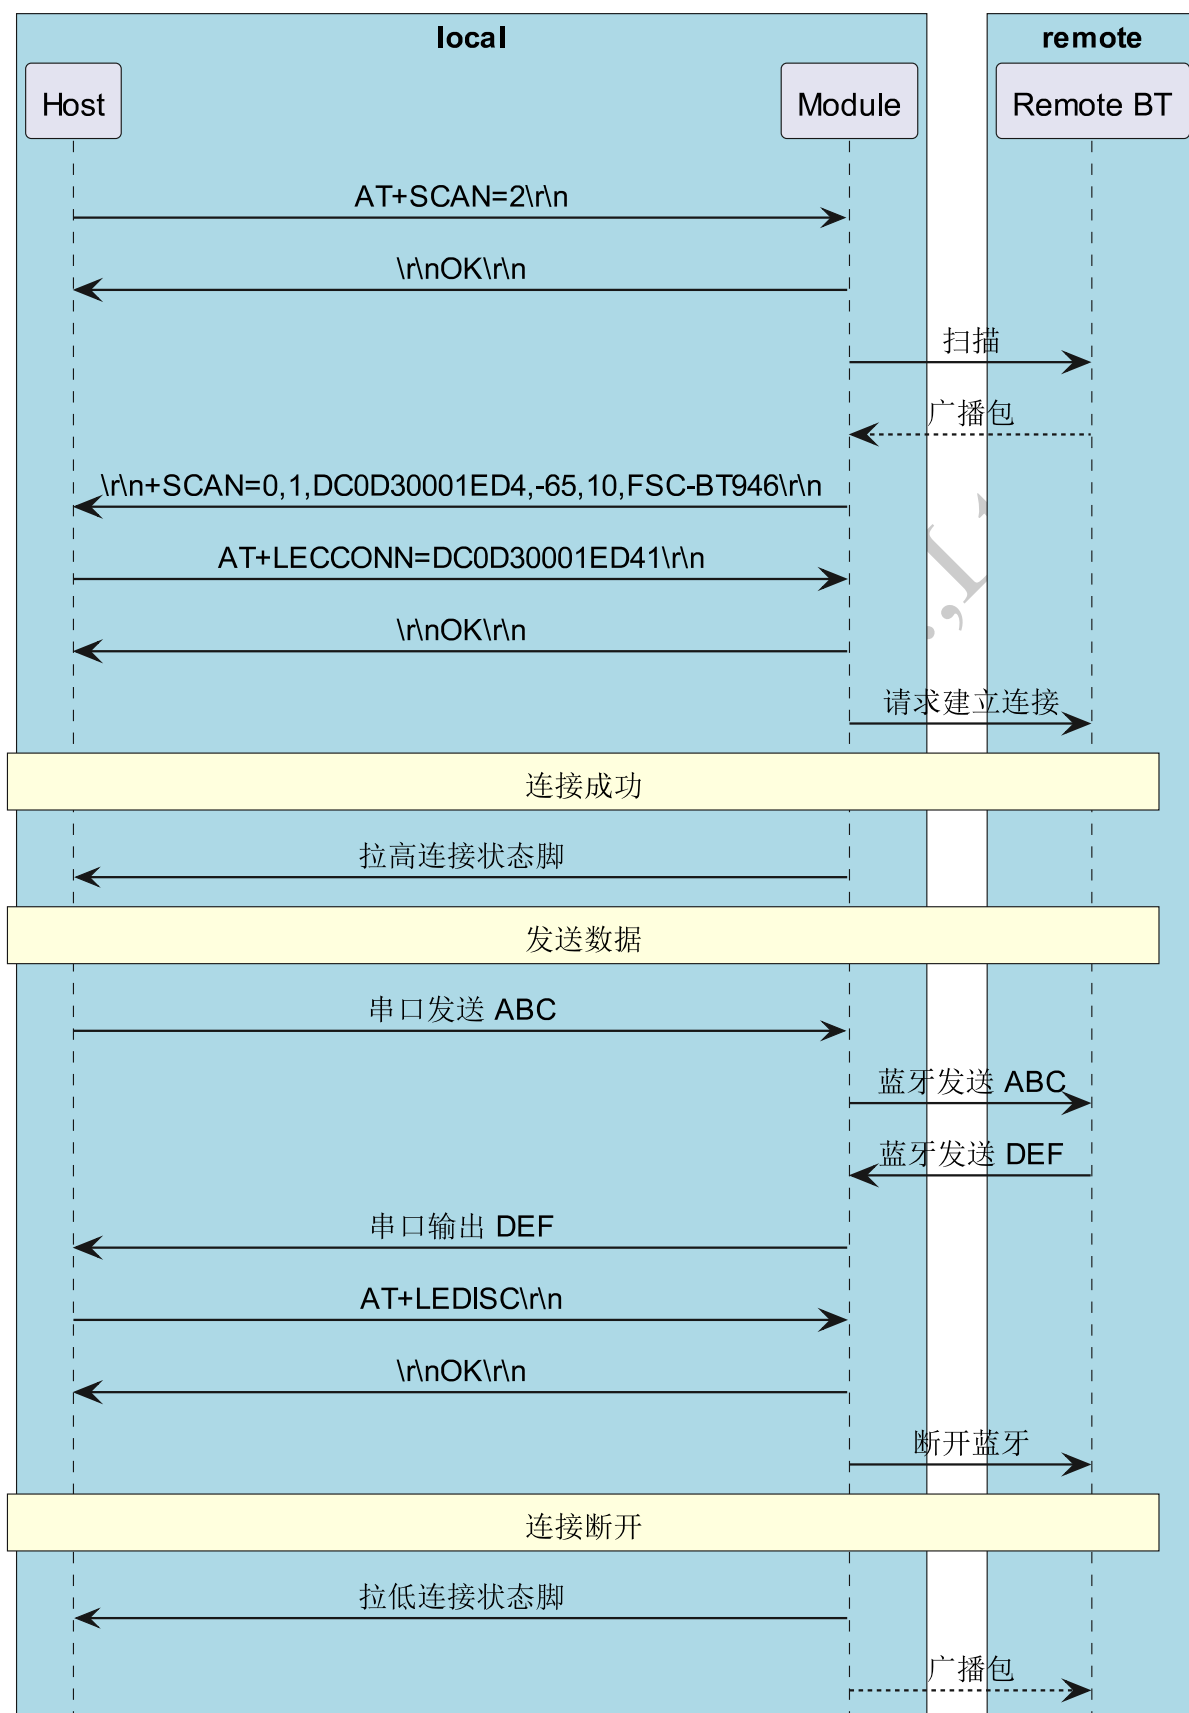 local
remote
Host
Module
Remote BT
AT+SCAN=2\r\n
\r\nOK\r\n
扫描
广播包
\r\n+SCAN=0,1,DC0D30001ED4,-65,10,FSC-BT946\r\n
AT+LECCONN=DC0D30001ED41\r\n
\r\nOK\r\n
请求建立连接
连接成功
拉高连接状态脚
发送数据
串口发送 ABC
蓝牙发送 ABC
蓝牙发送 DEF
串口输出 DEF
AT+LEDISC\r\n
\r\nOK\r\n
断开蓝牙
连接断开
拉低连接状态脚
广播包